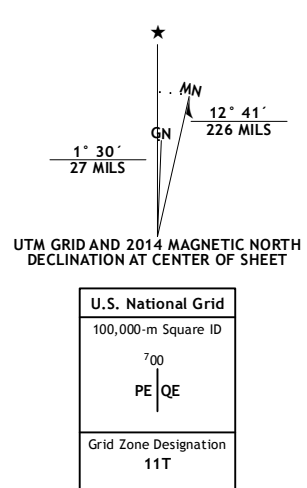 ★
MN
GN
12° 41´
226 MILS
1° 30´
27 MILS
UTM GRID AND 2014 MAGNETIC NORTH
DECLINATION AT CENTER OF SHEET
U.S. National Grid
100,000-m Square ID
⁷00
PE QE
Grid Zone Designation
11T